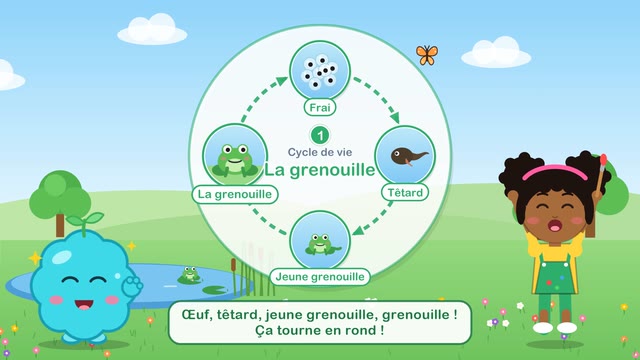 Frai
1
Cycle de vie
La grenouille
La grenouille
Têtard
Jeune grenouille
Œuf, têtard, jeune grenouille, grenouille !
Ça tourne en rond !